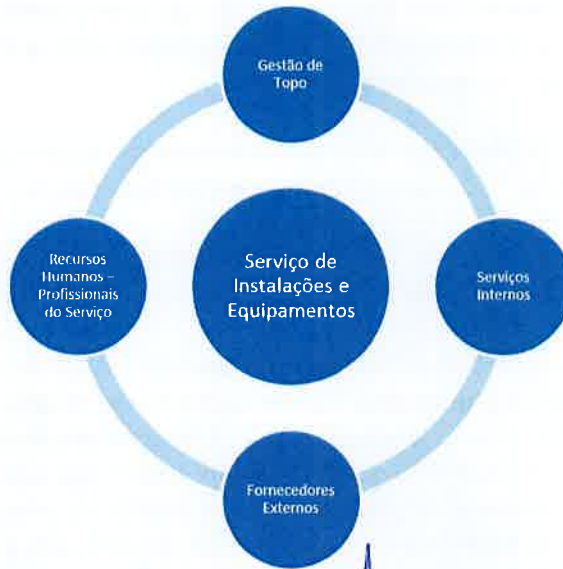 Gestão de
Topo
Recursos
Humanos –
Profissionais
do Serviço
Serviço de
Instalações e
Equipamentos
Serviços
Internos
Fornecedores
Externos